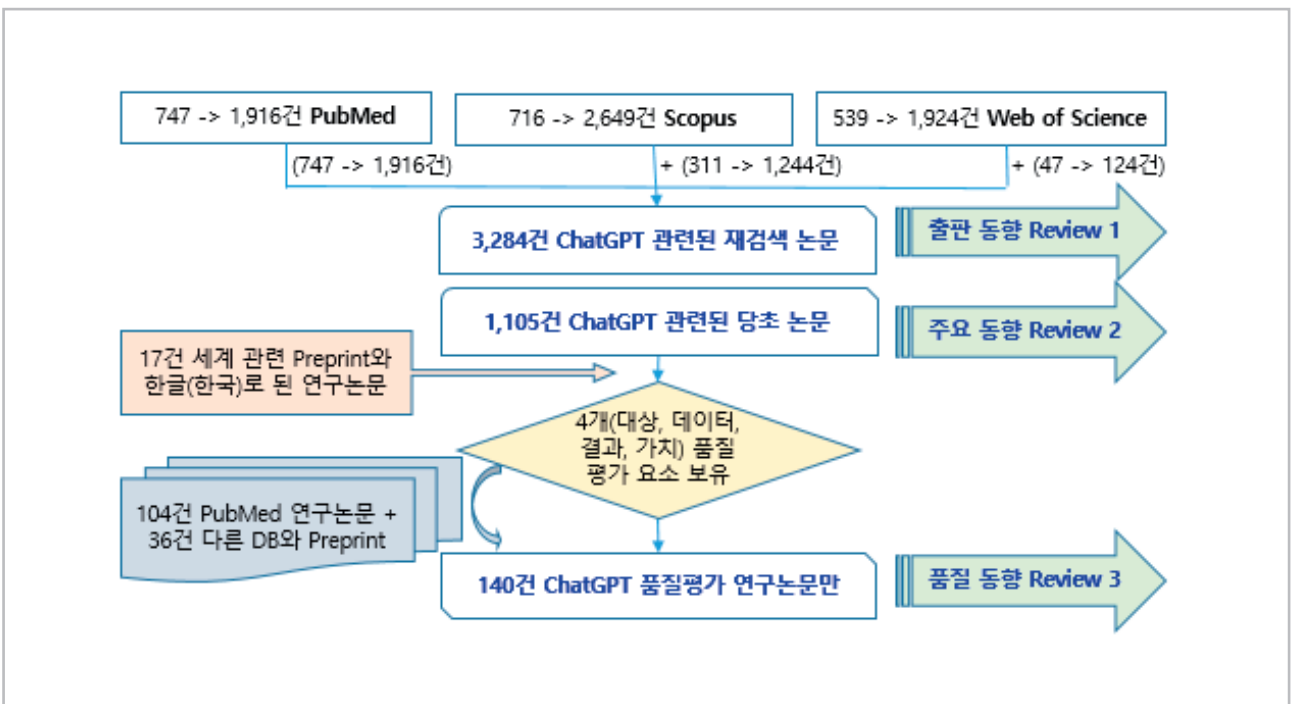 747 -> 1,916건 PubMed
716 -> 2,649건 Scopus
539 -> 1,924건 Web of Science
(747 -> 1,916건)
+ (311 -> 1,244건)
+ (47 -> 124건)
3,284건 ChatGPT 관련된 재검색 논문
출판 동향 Review 1
1,105건 ChatGPT 관련된 당초 논문
주요 동향 Review 2
17건 세계 관련 Preprint와
한글(한국)로 된 연구논문
4개(대상, 데이터,
결과, 가치) 품질
평가 요소 보유
104건 PubMed 연구논문 +
36건 다른 DB와 Preprint
140건 ChatGPT 품질평가 연구논문만
품질 동향 Review 3